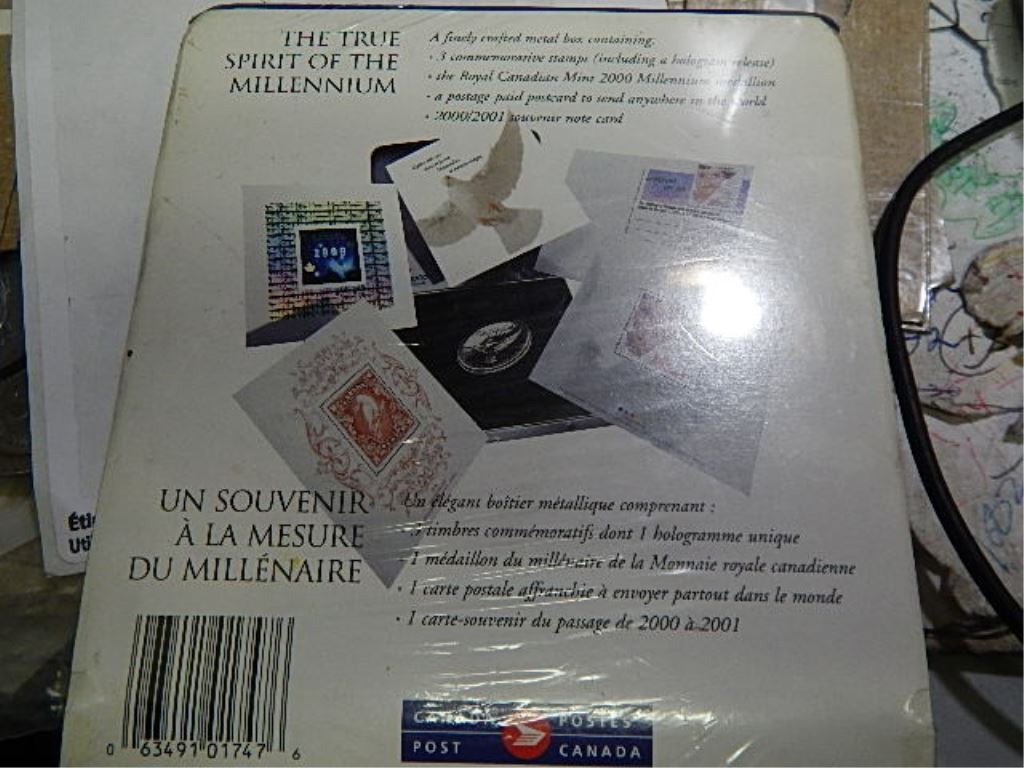 THE TRUE
SPIRIT OF THE
MILLENNIUM
A finely crafted metal box containing:
• 3 commemorative stamps (including a hologram release)
• the Royal Canadian Mint 2000 Millennium medallion
• a postage paid postcard to send anywhere in the world
• 2000/2001 souvenir note card
2000
UN SOUVENIR
À LA MESURE
DU MILLÉNAIRE
Un élégant boîtier métallique comprenant :
• 3 timbres commémoratifs dont 1 hologramme unique
• 1 médaillon du millénaire de la Monnaie royale canadienne
• 1 carte postale affranchie à envoyer partout dans le monde
• 1 carte-souvenir du passage de 2000 à 2001
0 63491 01747 6
CANADA POSTES
POST CANADA
Éti
Uti